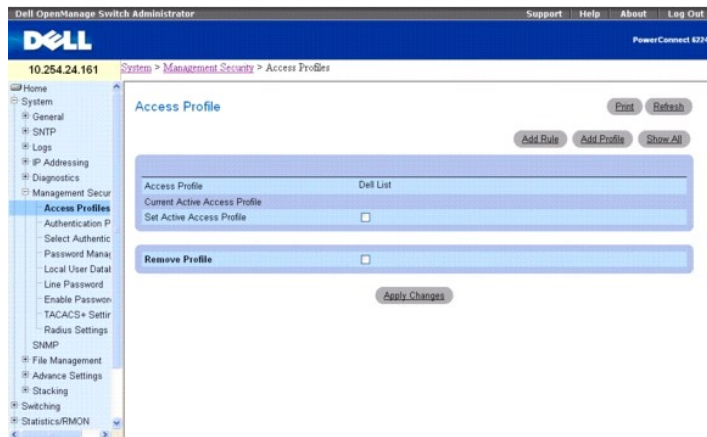 Dell OpenManage Switch Administrator
Support Help About Log Out
DELL
PowerConnect 6224
10.254.24.161
System > Management Security > Access Profiles
Home
System
General
SNTP
Logs
IP Addressing
Diagnostics
Management Secur
Access Profiles
Authentication P
Select Authentic
Password Manag
Local User Datal
Line Password
Enable Passwor
TACACS+ Settin
Radius Settings
SNMP
File Management
Advance Settings
Stacking
Switching
Statistics/RMON
Access Profile
Print Refresh
Add Rule Add Profile Show All
Access Profile Dell List
Current Active Access Profile
Set Active Access Profile
Remove Profile
Apply Changes